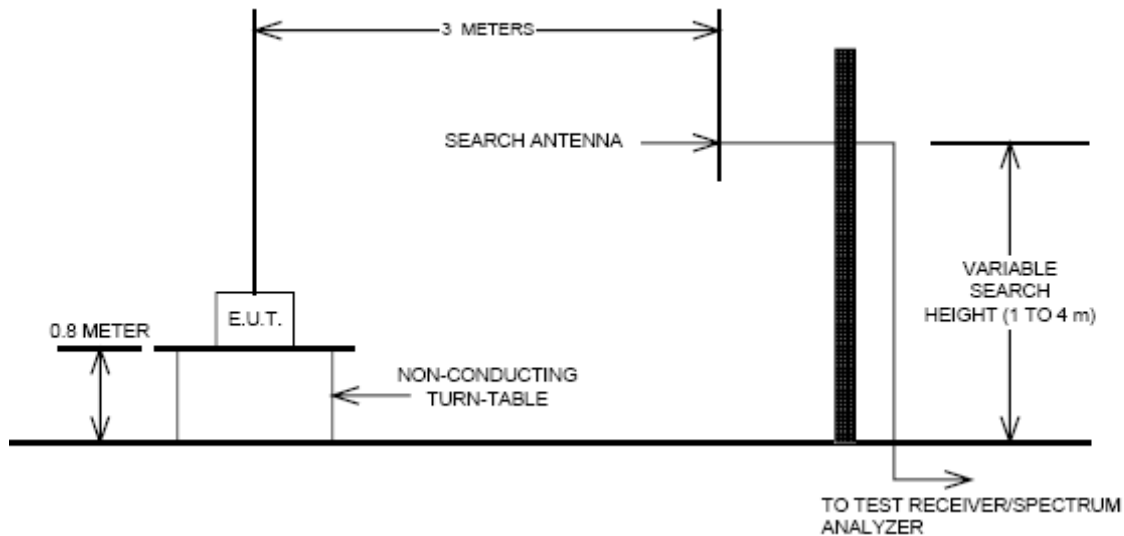 3 METERS
SEARCH ANTENNA
VARIABLE
SEARCH
HEIGHT (1 TO 4 m)
E.U.T.
0.8 METER
NON-CONDUCTING
TURN-TABLE
TO TEST RECEIVER/SPECTRUM
ANALYZER